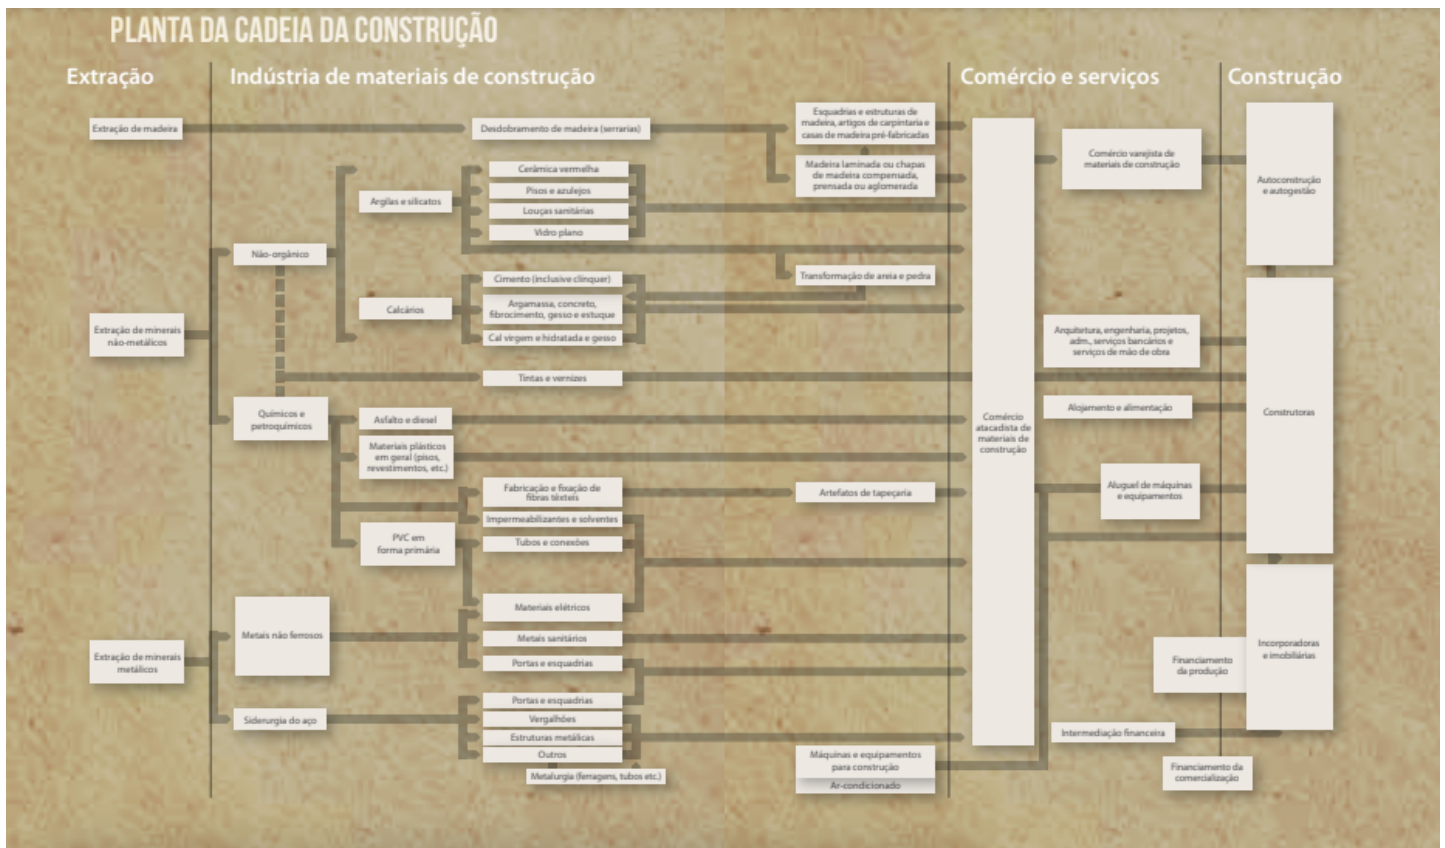 PLANTA DA CADEIA DA CONSTRUÇÃO
Extração
Indústria de materiais de construção
Comércio e serviços
Construção
Extração de madeira
Desdobramento de madeira (serrarias)
Esquadrias e estruturas de
madeira, artigos de carpintaria e
casas de madeira pré-fabricadas
Madeira laminada ou chapas
de madeira compensada,
prensada ou aglomerada
Comércio varejista de
materiais de construção
Autoconstrução
e autogestão
Cerâmica vermelha
Pisos e azulejos
Argilas e silicatos
Louças sanitárias
Vidro plano
Não-orgânico
Transformação de areia e pedra
Cimento (inclusive clínquer)
Calcários
Argamassa, concreto,
fibrocimento, gesso e estuque
Cal virgem e hidratada e gesso
Extração de minerais
não-metálicos
Arquitetura, engenharia, projetos,
adm., serviços bancários e
serviços de mão de obra
Tintas e vernizes
Químicos e
petroquímicos
Asfalto e diesel
Alojamento e alimentação
Construtoras
Comércio
atacadista de
materiais de
construção
Materiais plásticos
em geral (pisos,
revestimentos, etc.)
Fabricação e fixação de
fibras têxteis
Artefatos de tapeçaria
Aluguel de máquinas
e equipamentos
Impermeabilizantes e solventes
PVC em
forma primária
Tubos e conexões
Materiais elétricos
Metais não ferrosos
Metais sanitários
Portas e esquadrias
Extração de minerais
metálicos
Incorporadoras
e imobiliárias
Financiamento
da produção
Portas e esquadrias
Siderurgia do aço
Vergalhões
Estruturas metálicas
Outros
Intermediação financeira
Metalurgia (ferragens, tubos etc.)
Máquinas e equipamentos
para construção
Ar-condicionado
Financiamento da
comercialização